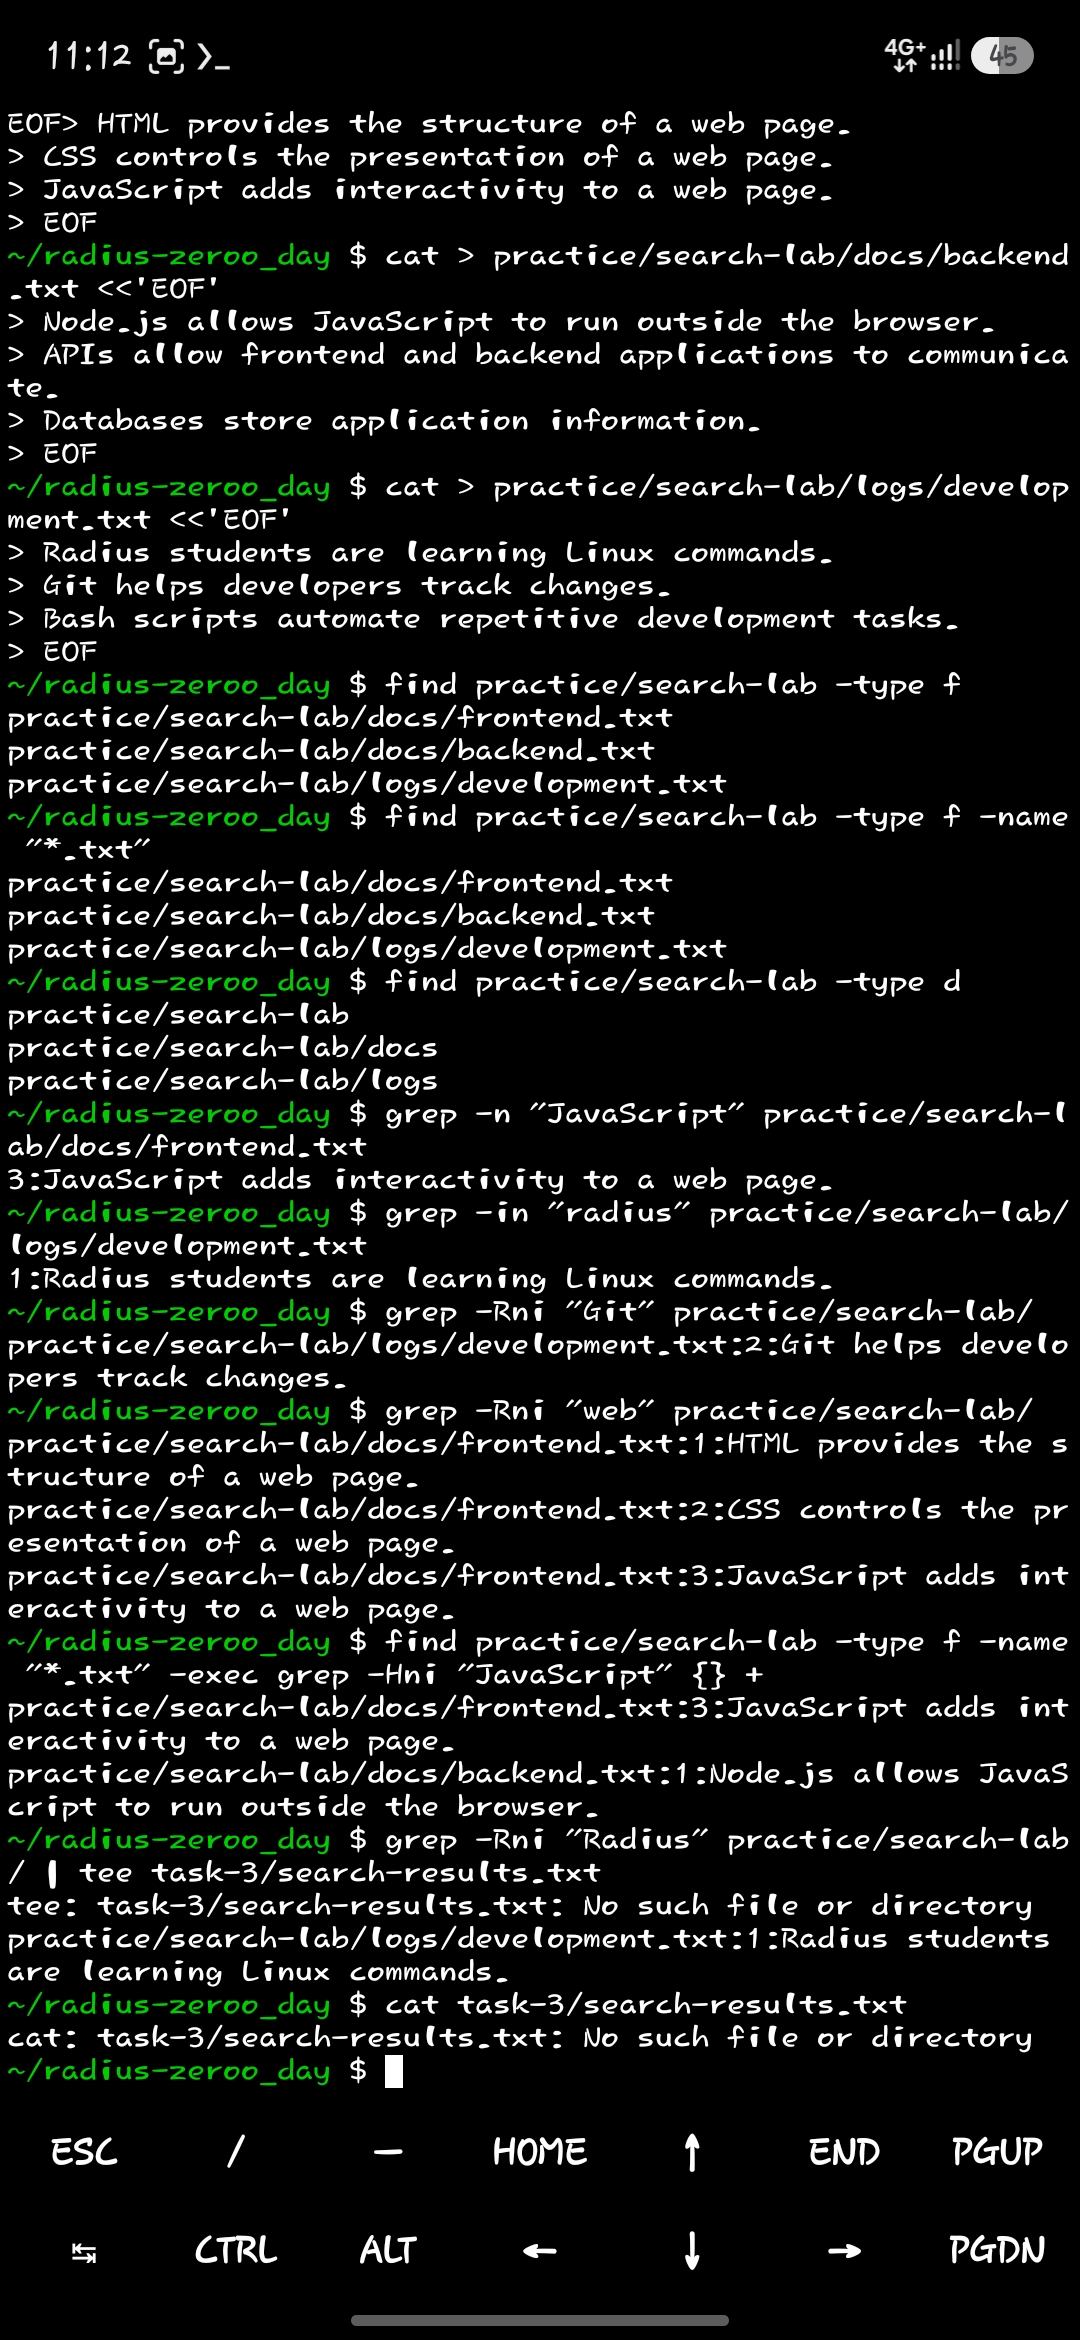 11:12 4G+ 45
EOF> HTML provides the structure of a web page.
> CSS controls the presentation of a web page.
> JavaScript adds interactivity to a web page.
> EOF
~/radius-zeroo_day $ cat > practice/search-lab/docs/backend
.txt <<'EOF'
> Node.js allows JavaScript to run outside the browser.
> APIs allow frontend and backend applications to communica
te.
> Databases store application information.
> EOF
~/radius-zeroo_day $ cat > practice/search-lab/logs/develop
ment.txt <<'EOF'
> Radius students are learning Linux commands.
> Git helps developers track changes.
> Bash scripts automate repetitive development tasks.
> EOF
~/radius-zeroo_day $ find practice/search-lab -type f
practice/search-lab/docs/frontend.txt
practice/search-lab/docs/backend.txt
practice/search-lab/logs/development.txt
~/radius-zeroo_day $ find practice/search-lab -type f -name
 "*.txt"
practice/search-lab/docs/frontend.txt
practice/search-lab/docs/backend.txt
practice/search-lab/logs/development.txt
~/radius-zeroo_day $ find practice/search-lab -type d
practice/search-lab
practice/search-lab/docs
practice/search-lab/logs
~/radius-zeroo_day $ grep -n "JavaScript" practice/search-l
ab/docs/frontend.txt
3:JavaScript adds interactivity to a web page.
~/radius-zeroo_day $ grep -in "radius" practice/search-lab/
logs/development.txt
1:Radius students are learning Linux commands.
~/radius-zeroo_day $ grep -Rni "Git" practice/search-lab/
practice/search-lab/logs/development.txt:2:Git helps develo
pers track changes.
~/radius-zeroo_day $ grep -Rni "web" practice/search-lab/
practice/search-lab/docs/frontend.txt:1:HTML provides the s
tructure of a web page.
practice/search-lab/docs/frontend.txt:2:CSS controls the pr
esentation of a web page.
practice/search-lab/docs/frontend.txt:3:JavaScript adds int
eractivity to a web page.
~/radius-zeroo_day $ find practice/search-lab -type f -name
 "*.txt" -exec grep -Hni "JavaScript" {} +
practice/search-lab/docs/frontend.txt:3:JavaScript adds int
eractivity to a web page.
practice/search-lab/docs/backend.txt:1:Node.js allows JavaS
cript to run outside the browser.
~/radius-zeroo_day $ grep -Rni "Radius" practice/search-lab
/ | tee task-3/search-results.txt
tee: task-3/search-results.txt: No such file or directory
practice/search-lab/logs/development.txt:1:Radius students
are learning Linux commands.
~/radius-zeroo_day $ cat task-3/search-results.txt
cat: task-3/search-results.txt: No such file or directory
~/radius-zeroo_day $
ESC / — HOME ↑ END PGUP
↹ CTRL ALT ← ↓ → PGDN